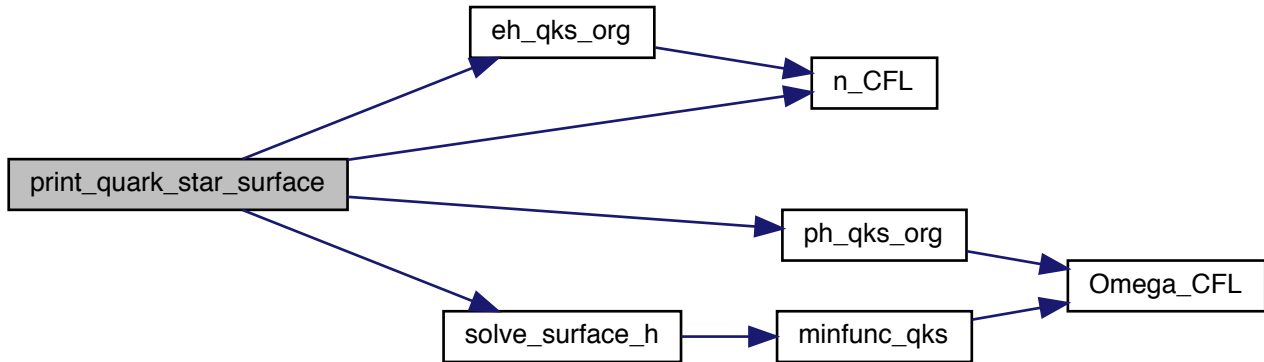 eh_qks_org
n_CFL
print_quark_star_surface
ph_qks_org
Omega_CFL
solve_surface_h
minfunc_qks